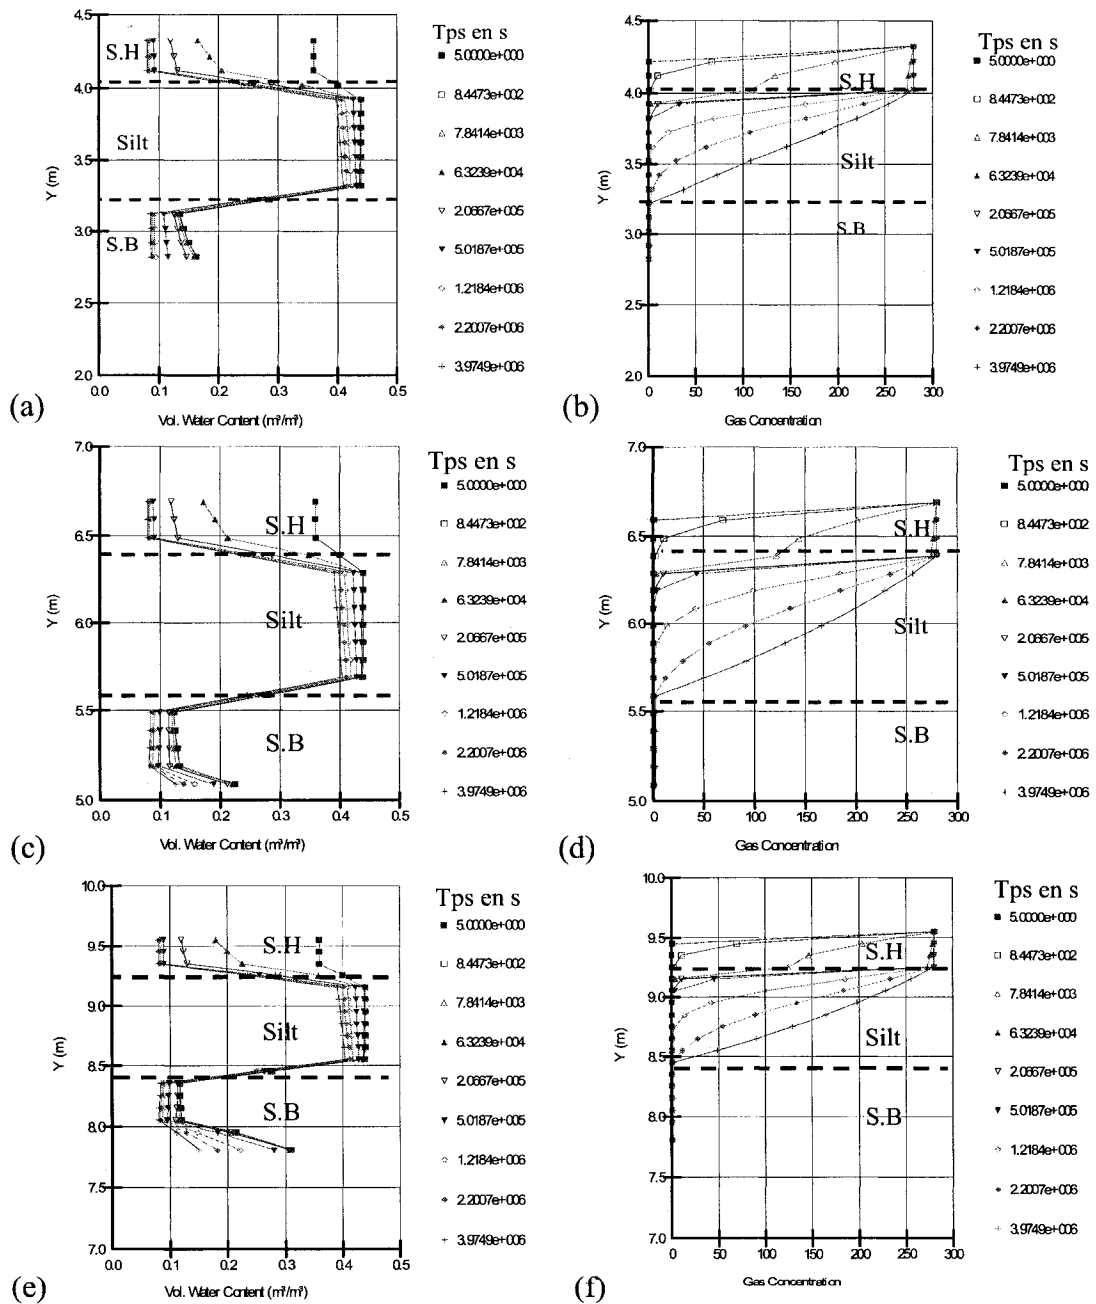 4.5
4.0
3.5
3.0
2.5
2.0
Y (m)
S.H
Silt
S.B
0.0 0.1 0.2 0.3 0.4 0.5
Vol. Water Content (m³/m³)
Tps en s
5.0000e+000
8.4473e+002
7.8414e+003
6.3239e+004
2.0667e+005
5.0187e+005
1.2184e+006
2.2007e+006
3.9749e+006
(a)
4.5
4.0
3.5
3.0
2.5
2.0
Y (m)
S.H
Silt
S.B
0 50 100 150 200 250 300
Gas Concentration
Tps en s
5.0000e+000
8.4473e+002
7.8414e+003
6.3239e+004
2.0667e+005
5.0187e+005
1.2184e+006
2.2007e+006
3.9749e+006
(b)
7.0
6.5
6.0
5.5
5.0
Y (m)
S.H
Silt
S.B
0.0 0.1 0.2 0.3 0.4 0.5
Vol. Water Content (m³/m³)
Tps en s
5.0000e+000
8.4473e+002
7.8414e+003
6.3239e+004
2.0667e+005
5.0187e+005
1.2184e+006
2.2007e+006
3.9749e+006
(c)
7.0
6.5
6.0
5.5
5.0
Y (m)
S.H
Silt
S.B
0 50 100 150 200 250 300
Gas Concentration
Tps en s
5.0000e+000
8.4473e+002
7.8414e+003
6.3239e+004
2.0667e+005
5.0187e+005
1.2184e+006
2.2007e+006
3.9749e+006
(d)
10.0
9.5
9.0
8.5
8.0
7.5
7.0
Y (m)
S.H
Silt
S.B
0.0 0.1 0.2 0.3 0.4 0.5
Vol. Water Content (m³/m³)
Tps en s
5.0000e+000
8.4473e+002
7.8414e+003
6.3239e+004
2.0667e+005
5.0187e+005
1.2184e+006
2.2007e+006
3.9749e+006
(e)
10.0
9.5
9.0
8.5
8.0
7.5
7.0
Y (m)
S.H
Silt
S.B
0 50 100 150 200 250 300
Gas Concentration
Tps en s
5.0000e+000
8.4473e+002
7.8414e+003
6.3239e+004
2.0667e+005
5.0187e+005
1.2184e+006
2.2007e+006
3.9749e+006
(f)